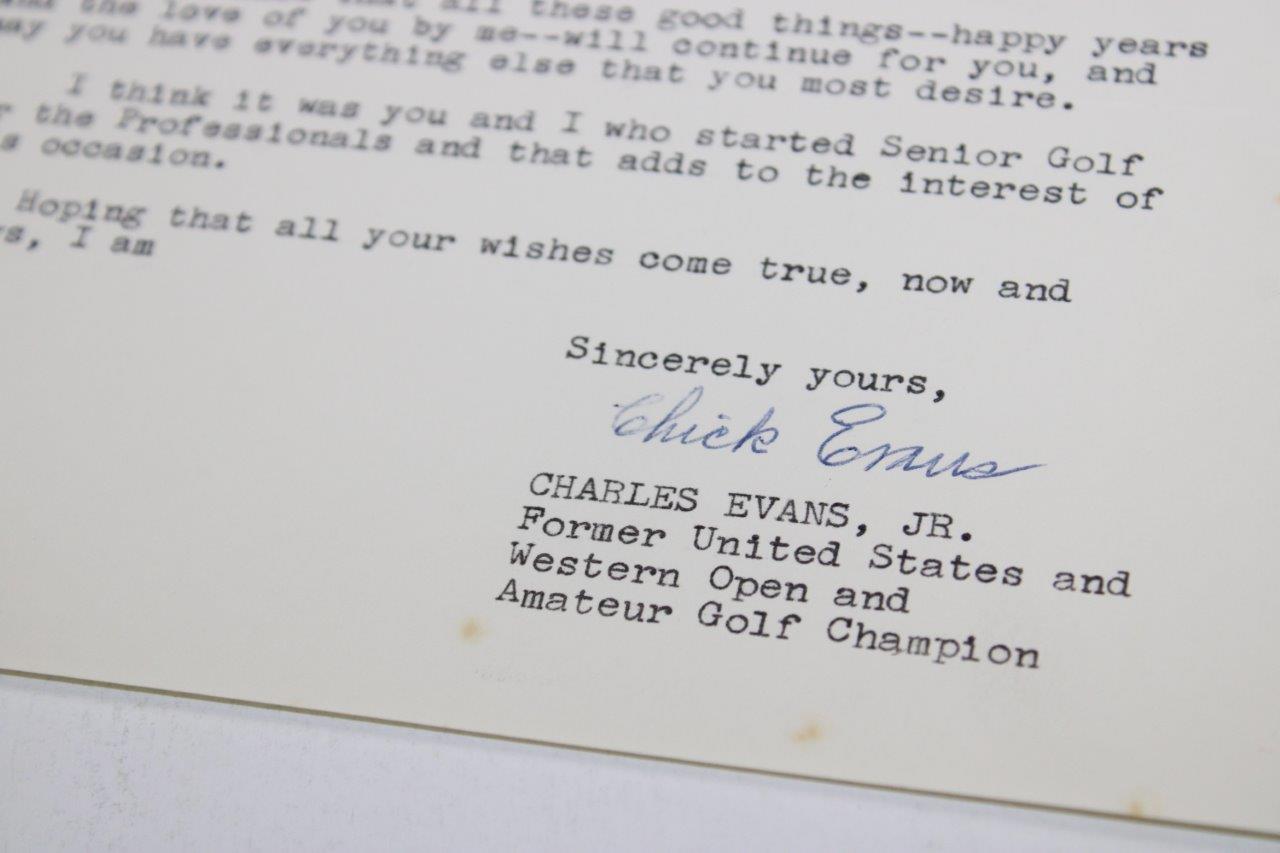 that all these good things--happy years
and the love of you by me--will continue for you, and
may you have everything else that you most desire.
I think it was you and I who started Senior Golf
the Professionals and that adds to the interest of
s occasion.
Hoping that all your wishes come true, now and
s, I am
Sincerely yours,
Chick Evans
CHARLES EVANS, JR.
Former United States and
Western Open and
Amateur Golf Champion